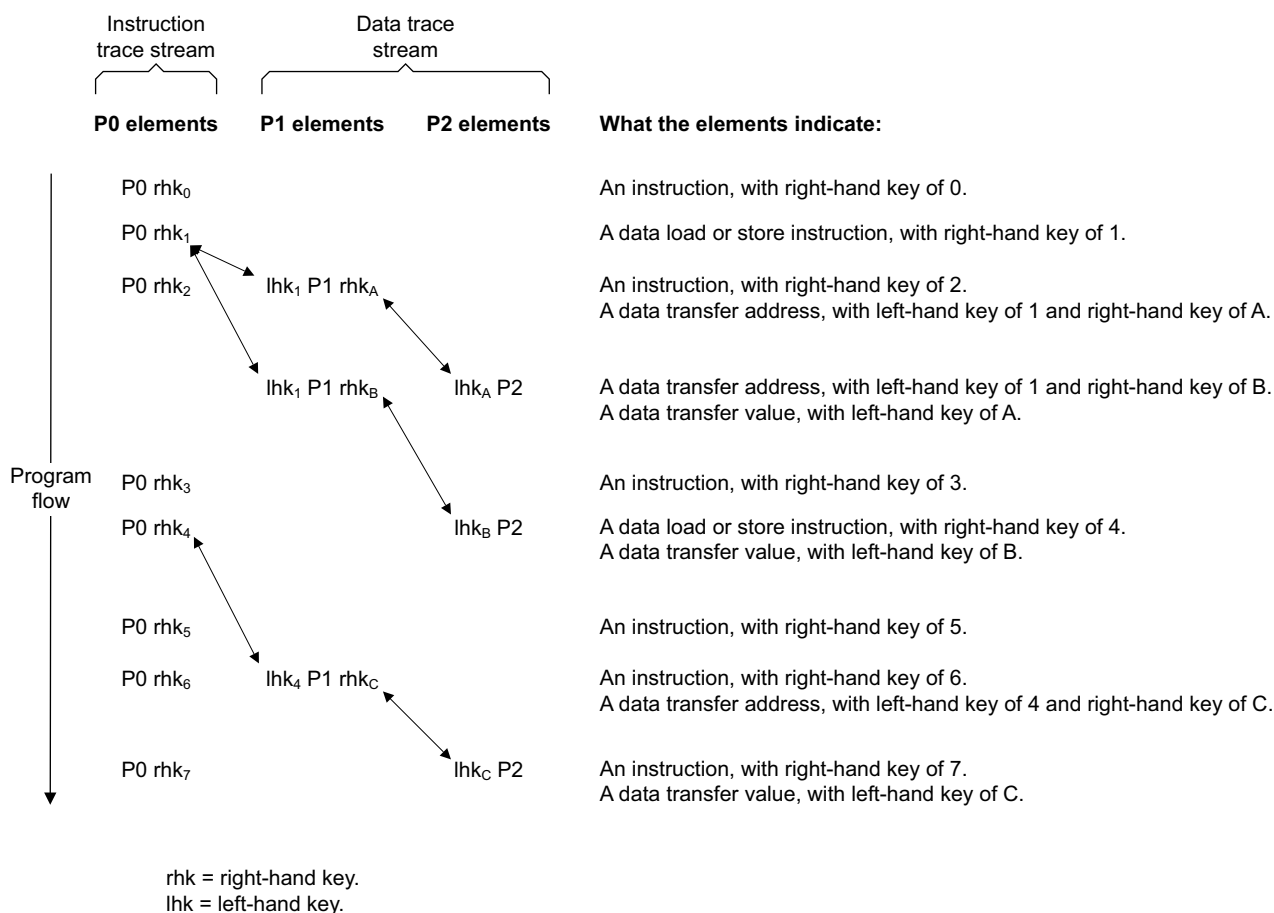 Instruction
trace stream
Data trace
stream
P0 elements P1 elements P2 elements What the elements indicate:
P0 rhk0 An instruction, with right-hand key of 0.
P0 rhk1 A data load or store instruction, with right-hand key of 1.
P0 rhk2 lhk1 P1 rhkA An instruction, with right-hand key of 2.
A data transfer address, with left-hand key of 1 and right-hand key of A.
lhk1 P1 rhkB lhkA P2 A data transfer address, with left-hand key of 1 and right-hand key of B.
A data transfer value, with left-hand key of A.
Program
flow
P0 rhk3 An instruction, with right-hand key of 3.
P0 rhk4 lhkB P2 A data load or store instruction, with right-hand key of 4.
A data transfer value, with left-hand key of B.
P0 rhk5 An instruction, with right-hand key of 5.
P0 rhk6 lhk4 P1 rhkC An instruction, with right-hand key of 6.
A data transfer address, with left-hand key of 4 and right-hand key of C.
P0 rhk7 lhkC P2 An instruction, with right-hand key of 7.
A data transfer value, with left-hand key of C.
rhk = right-hand key.
lhk = left-hand key.